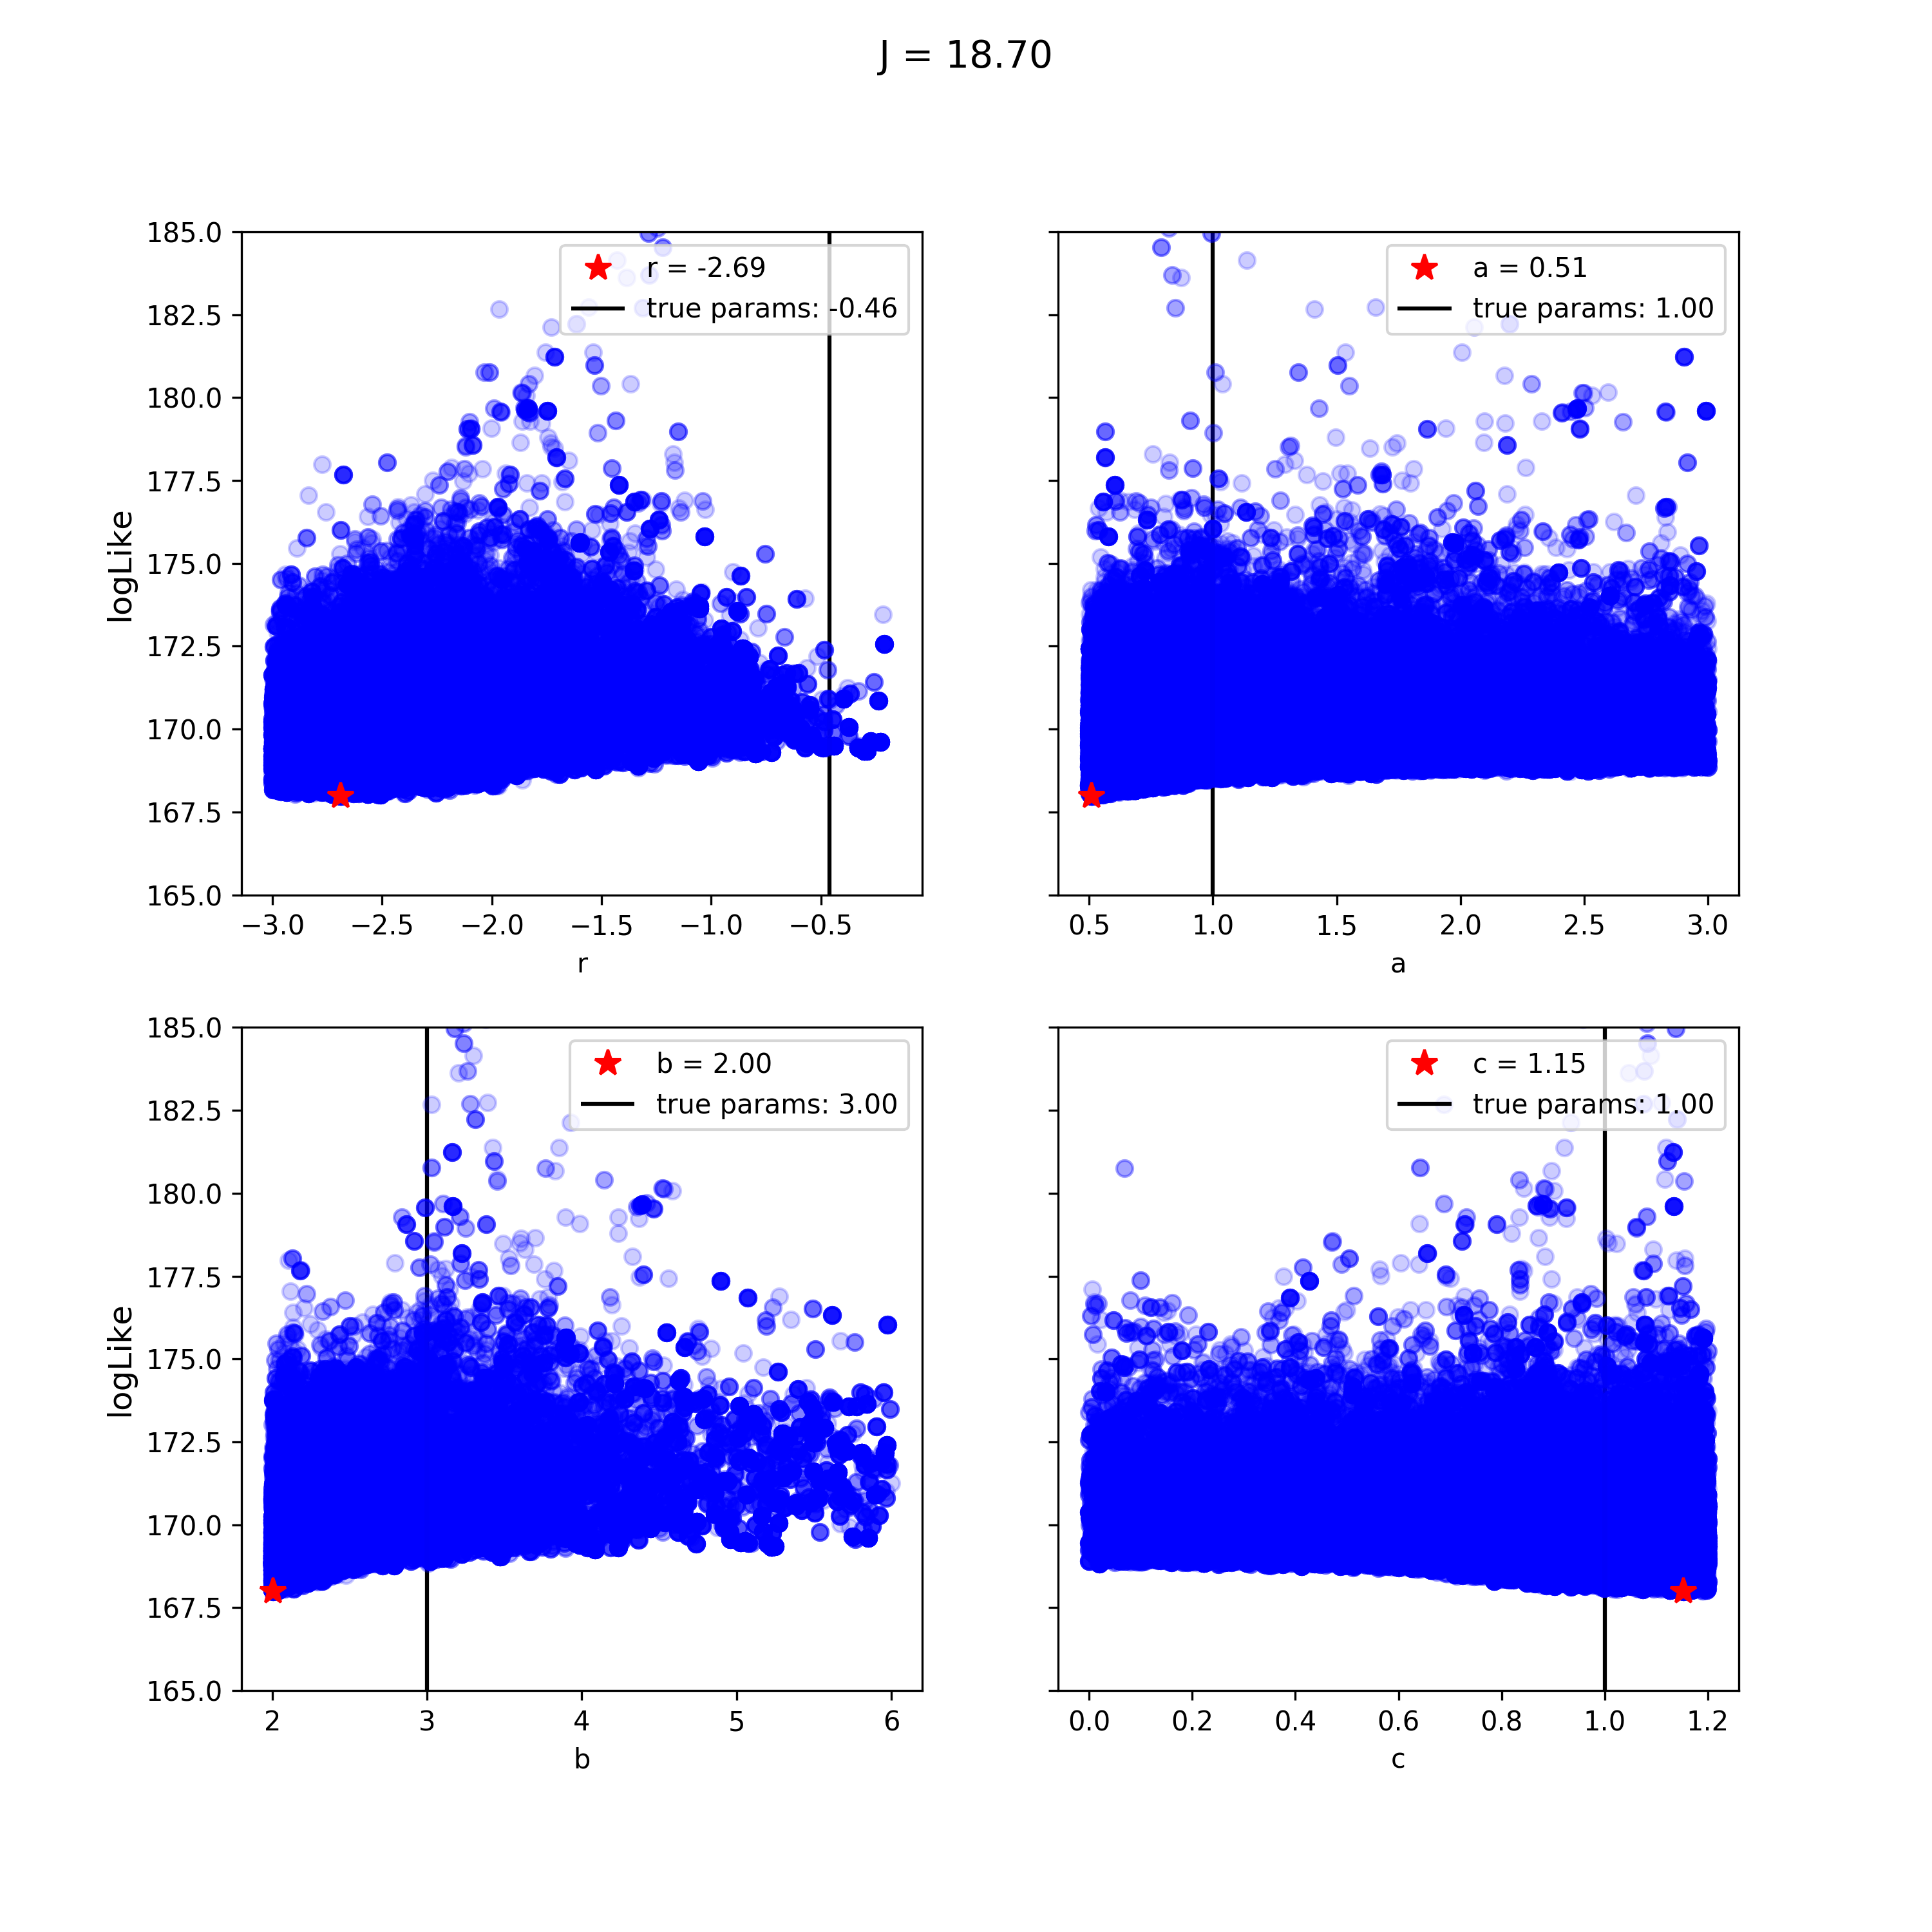 J = 18.70
185.0
182.5
180.0
177.5
175.0
172.5
170.0
167.5
165.0
logLike
−3.0 −2.5 −2.0 −1.5 −1.0 −0.5
r
r = -2.69
true params: -0.46
0.5 1.0 1.5 2.0 2.5 3.0
a
a = 0.51
true params: 1.00
185.0
182.5
180.0
177.5
175.0
172.5
170.0
167.5
165.0
logLike
2 3 4 5 6
b
b = 2.00
true params: 3.00
0.0 0.2 0.4 0.6 0.8 1.0 1.2
c
c = 1.15
true params: 1.00